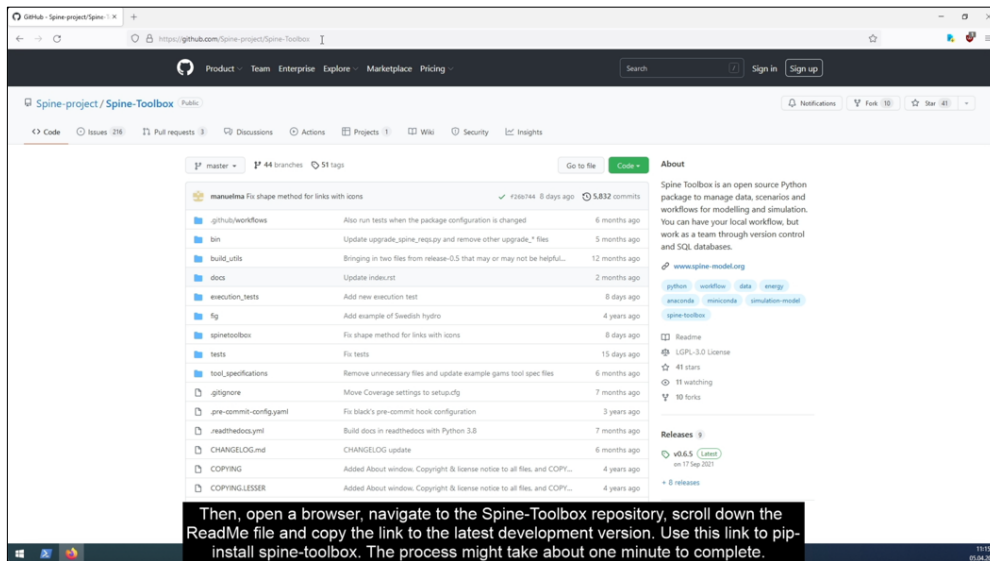 GitHub - Spine-project/Spine-T
https://github.com/Spine-project/Spine-Toolbox
Product Team Enterprise Explore Marketplace Pricing Search / Sign in Sign up
Spine-project / Spine-Toolbox Public Notifications Fork 10 Star 41
Code Issues 216 Pull requests 3 Discussions Actions Projects 1 Wiki Security Insights
master 44 branches 51 tags Go to file Code
manuelma Fix shape method for links with icons 8 days ago 5,832 commits
.github/workflows Also run tests when the package configuration is changed 6 months ago
bin Update upgrade_spine_reqs.py and remove other upgrade_* files 5 months ago
build_utils Bringing in two files from release-0.5 that may or may not be helpful... 12 months ago
docs Update index.rst 2 months ago
execution_tests Add new execution test 8 days ago
fig Add example of Swedish hydro 4 years ago
spinetoolbox Fix shape method for links with icons 8 days ago
tests Fix tests 15 days ago
tool_specifications Remove unnecessary files and update example gams tool spec files 6 months ago
.gitignore Move Coverage settings to setup.cfg 7 months ago
.pre-commit-config.yaml Fix black's pre-commit hook configuration 3 years ago
.readthedocs.yml Build docs in readthedocs with Python 3.8 7 months ago
CHANGELOG.md CHANGELOG update 6 months ago
COPYING Added About window, Copyright & license notice to all files, and COPY... 4 years ago
COPYING.LESSER Added About window, Copyright & license notice to all files, and COPY... 4 years ago
About
Spine Toolbox is an open source Python
package to manage data, scenarios and
workflows for modelling and simulation.
You can have your local workflow, but
work as a team through version control
and SQL databases.
www.spine-model.org
python workflow data energy
anaconda miniconda simulation-model
spine-toolbox
Readme
LGPL-3.0 License
41 stars
11 watching
10 forks
Releases 9
v0.6.5 Latest
on 17 Sep 2021
+ 8 releases
Then, open a browser, navigate to the Spine-Toolbox repository, scroll down the
ReadMe file and copy the link to the latest development version. Use this link to pip-
install spine-toolbox. The process might take about one minute to complete.